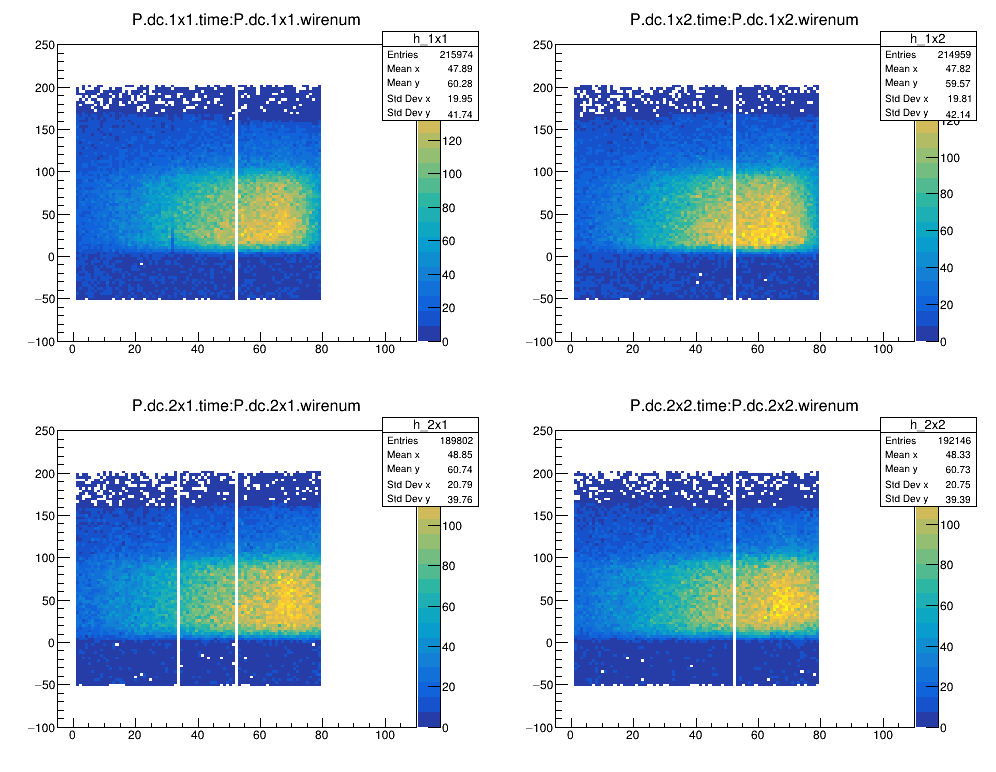 P.dc.1x1.time:P.dc.1x1.wirenum
h_1x1
Entries 215974
Mean x 47.89
Mean y 60.28
Std Dev x 19.95
Std Dev y 41.74
250
200
150
100
50
0
−50
−100
0 20 40 60 80 100
120
100
80
60
40
20
0
P.dc.1x2.time:P.dc.1x2.wirenum
h_1x2
Entries 214959
Mean x 47.82
Mean y 59.57
Std Dev x 19.81
Std Dev y 42.14
250
200
150
100
50
0
−50
−100
0 20 40 60 80 100
120
100
80
60
40
20
0
P.dc.2x1.time:P.dc.2x1.wirenum
h_2x1
Entries 189802
Mean x 48.85
Mean y 60.74
Std Dev x 20.79
Std Dev y 39.76
250
200
150
100
50
0
−50
−100
0 20 40 60 80 100
100
80
60
40
20
0
P.dc.2x2.time:P.dc.2x2.wirenum
h_2x2
Entries 192146
Mean x 48.33
Mean y 60.73
Std Dev x 20.75
Std Dev y 39.39
250
200
150
100
50
0
−50
−100
0 20 40 60 80 100
100
80
60
40
20
0